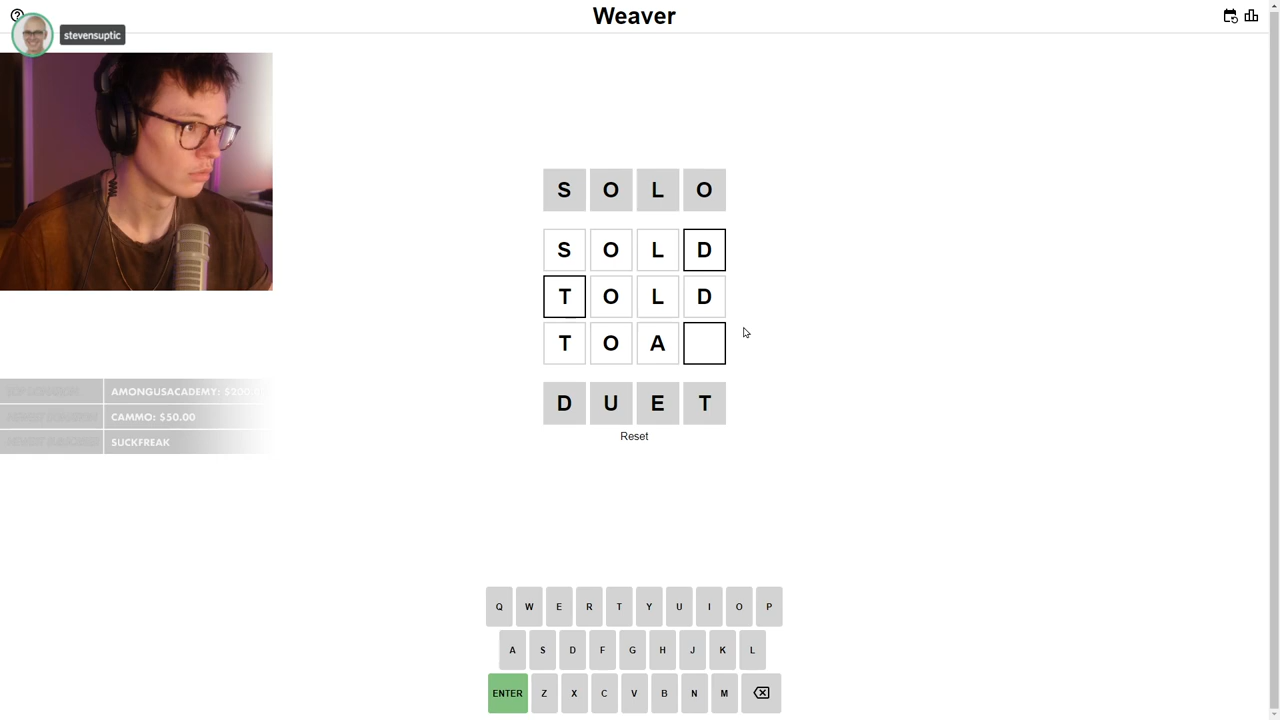 Weaver
stevensuptic
S O L O
S O L D
T O L D
T O A
AMONGUSACADEMY: $200
CAMMO: $50.00
SUCKFREAK
D U E T
Reset
Q W E R T Y U I O P
A S D F G H J K L
ENTER Z X C V B N M